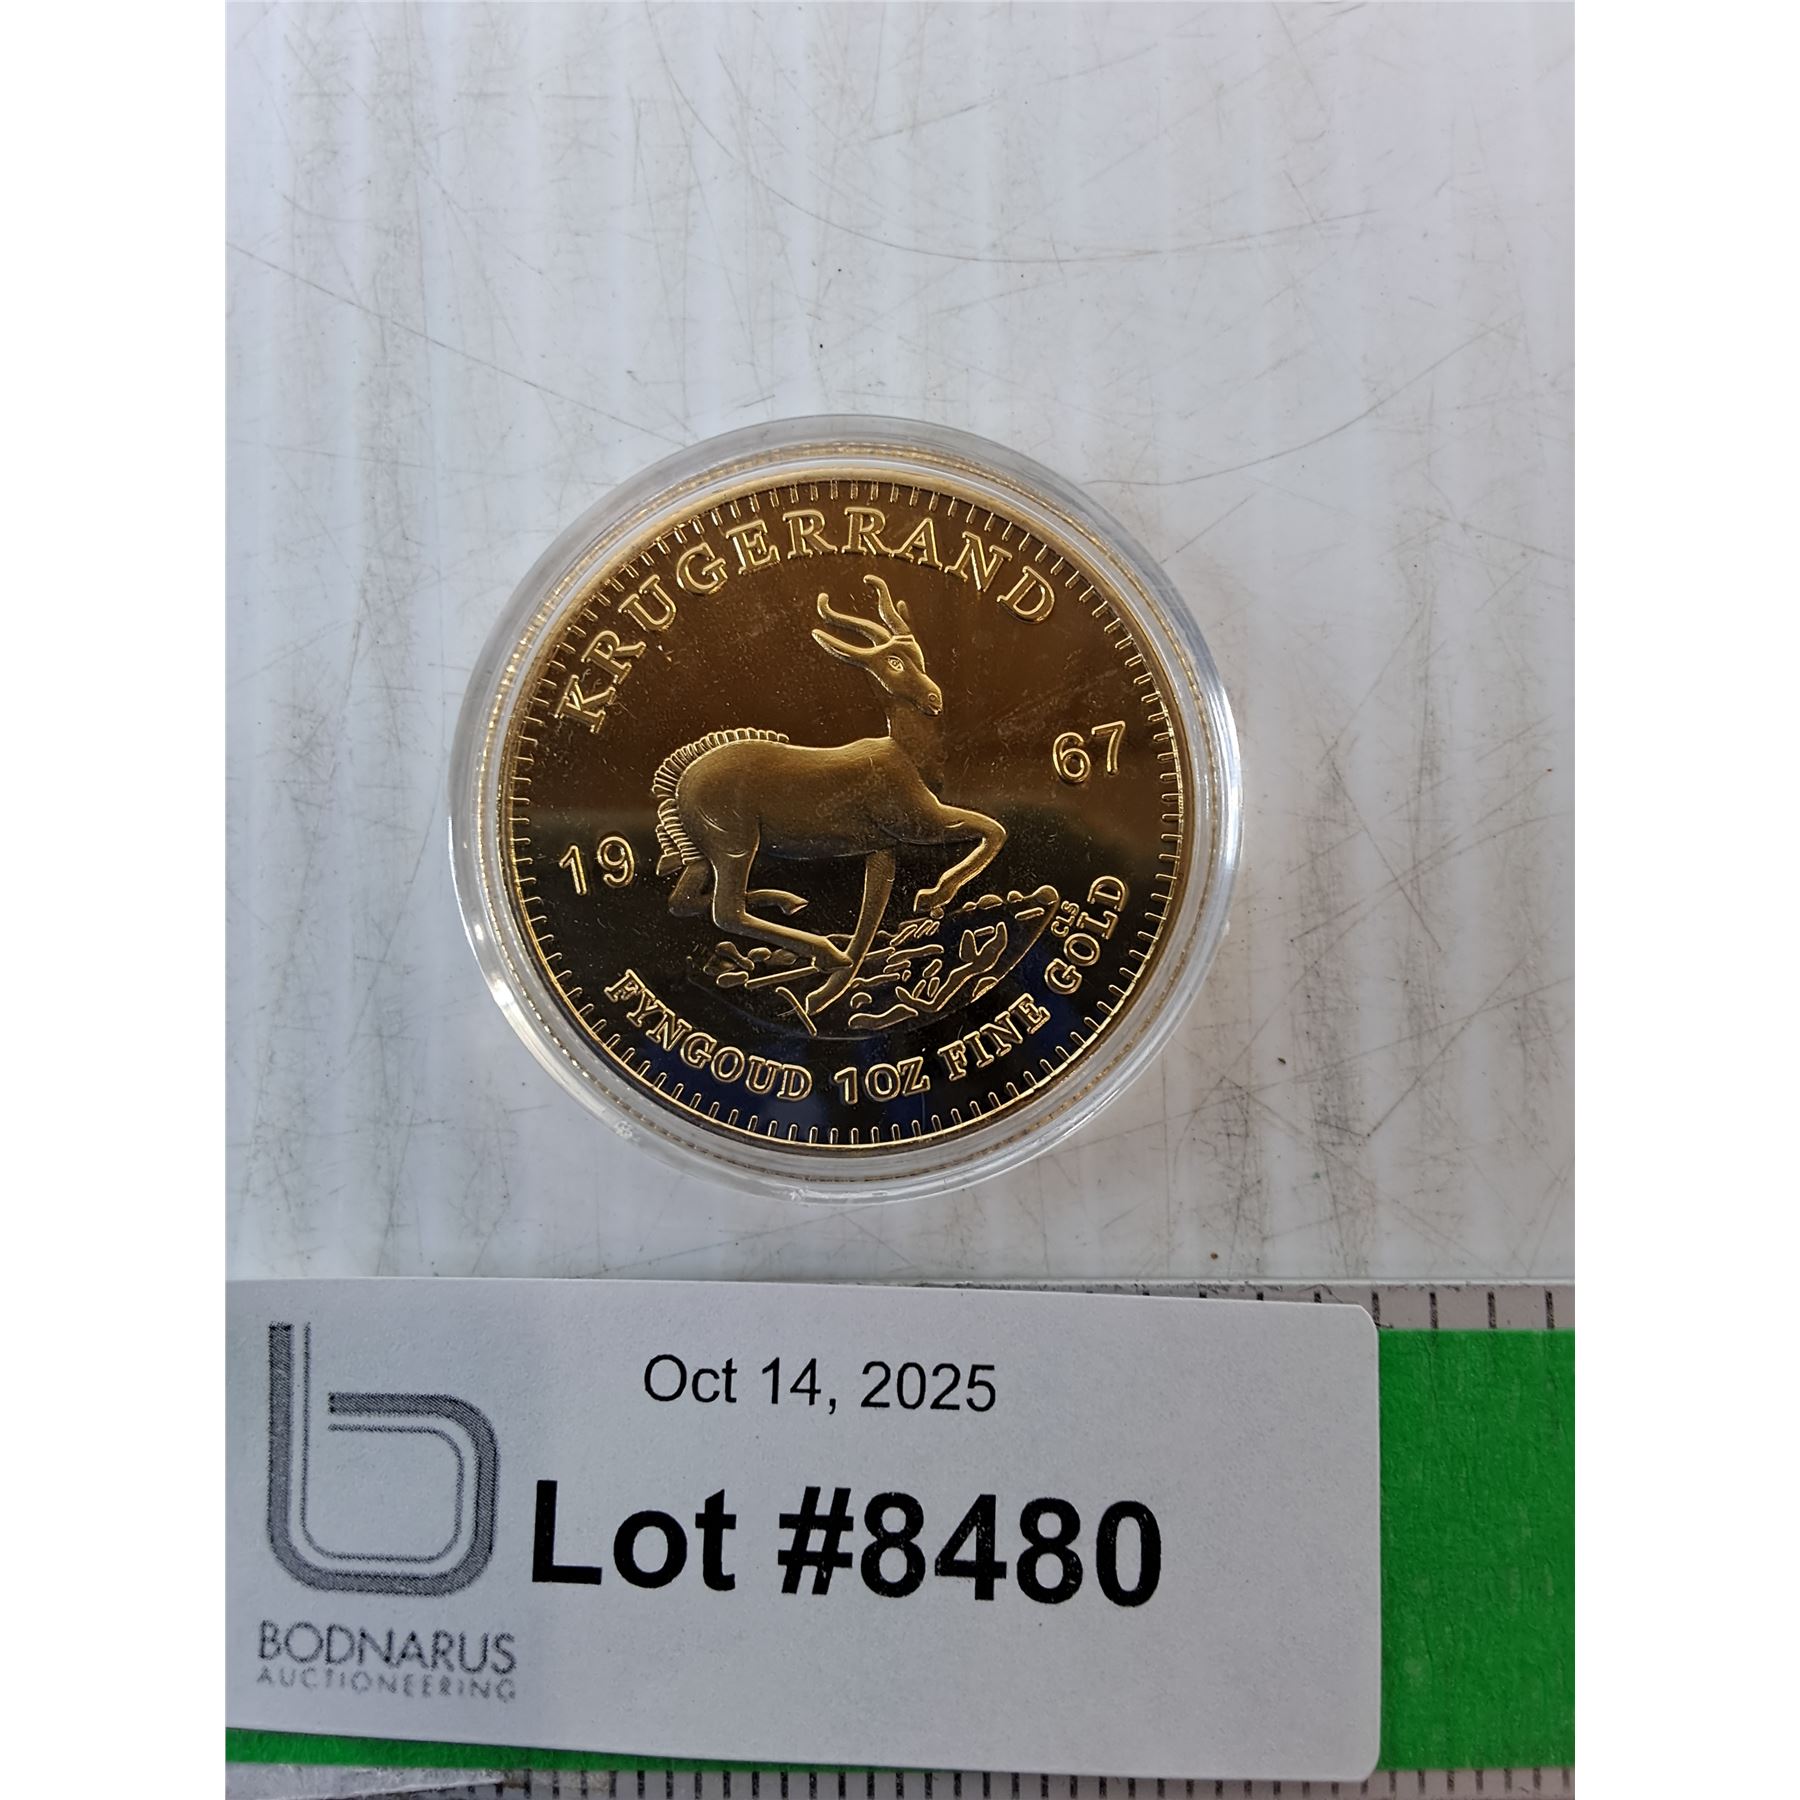 KRUGERRAND
19 67
CLS
FYNGOUD 1OZ FINE GOLD
Oct 14, 2025
Lot #8480
BODNARUS
AUCTIONEERING